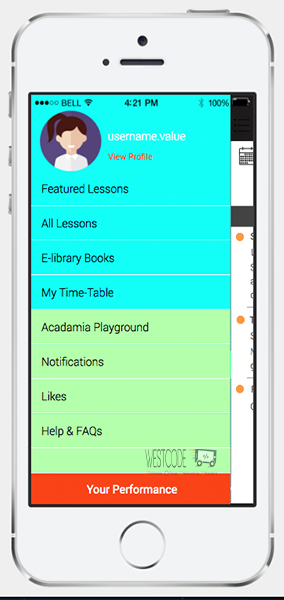 ●●●○○ BELL 4:21 PM 100%
username.value
View Profile
Featured Lessons
All Lessons
E-library Books
My Time-Table
Acadamia Playground
Notifications
Likes
Help & FAQs
WESTCODE </>
Your Performance